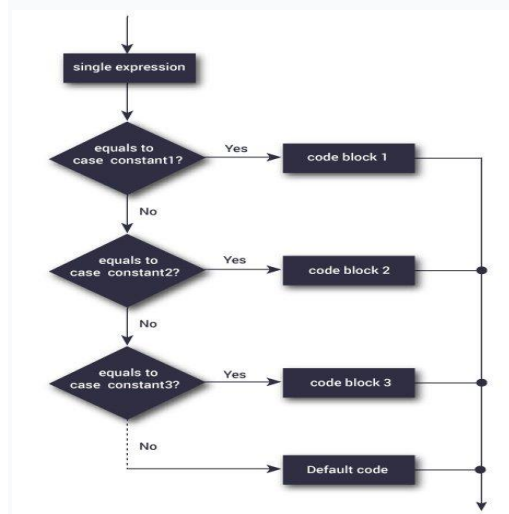 single expression
equals to
case constant1?
Yes
code block 1
No
equals to
case constant2?
Yes
code block 2
No
equals to
case constant3?
Yes
code block 3
No
Default code